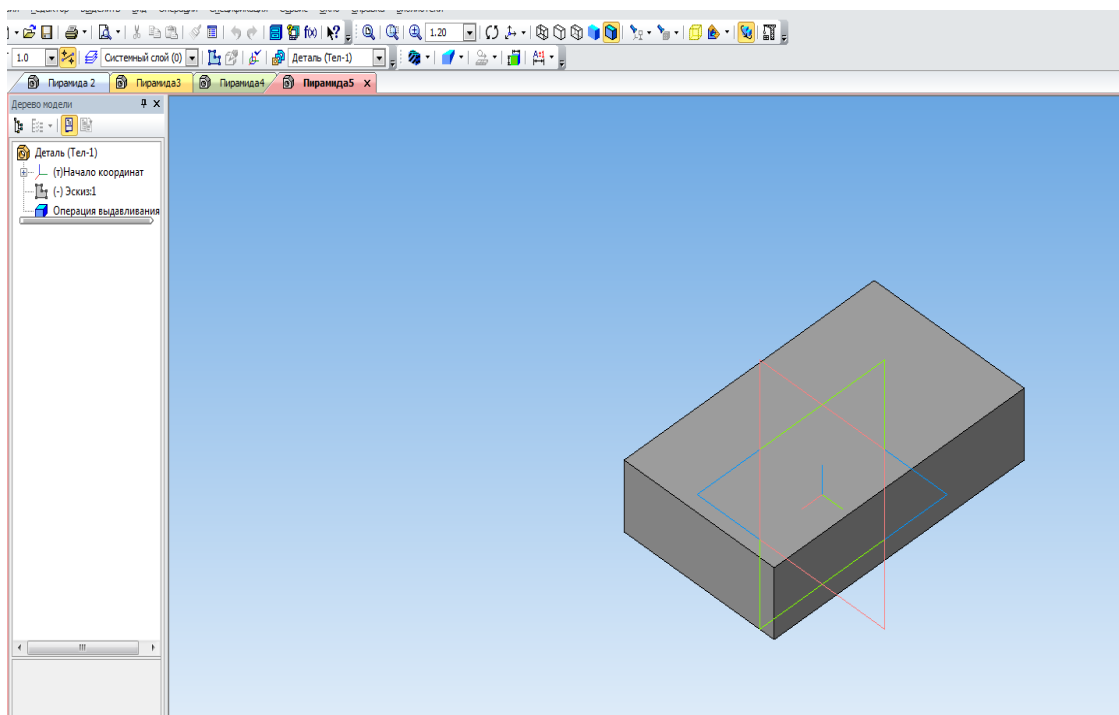 1.20
1.0 Системный слой (0) Деталь (Тел-1)
Пирамида 2 Пирамида3 Пирамида4 Пирамида5 X
Дерево модели
Деталь (Тел-1)
(т)Начало координат
(-) Эскиз:1
Операция выдавливания